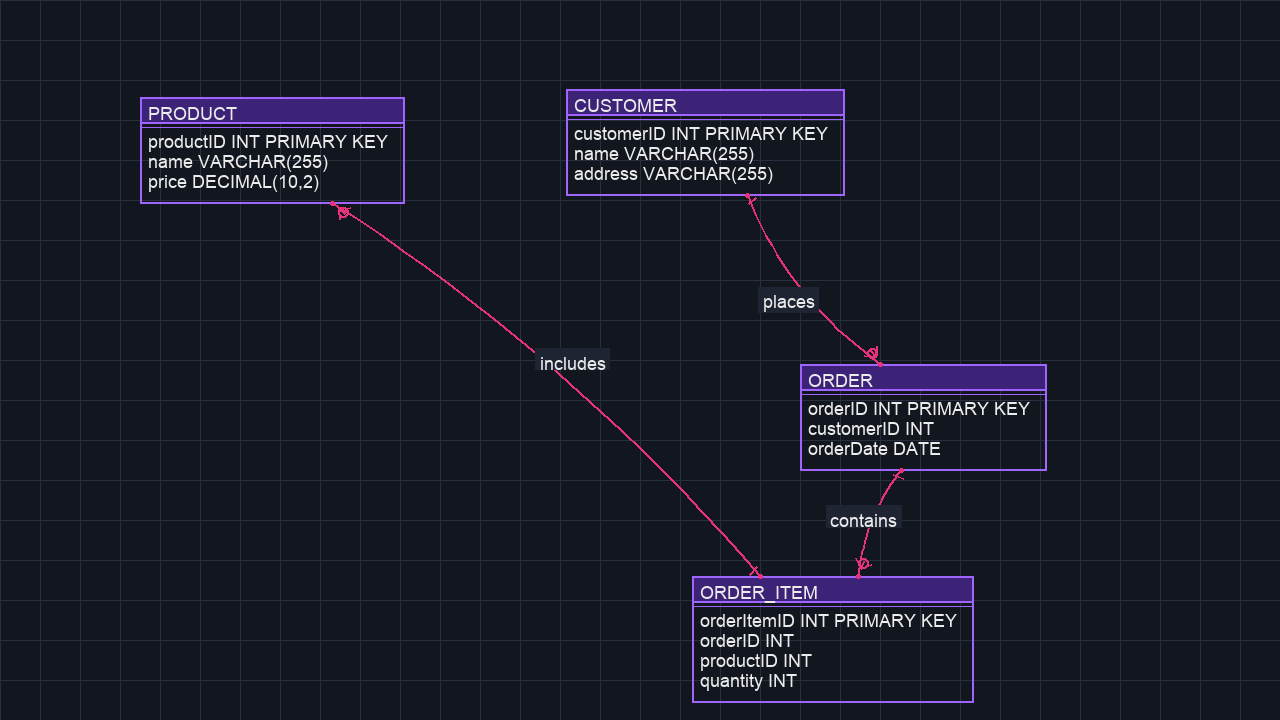 PRODUCT
productID INT PRIMARY KEY
name VARCHAR(255)
price DECIMAL(10,2)
CUSTOMER
customerID INT PRIMARY KEY
name VARCHAR(255)
address VARCHAR(255)
places
includes
ORDER
orderID INT PRIMARY KEY
customerID INT
orderDate DATE
contains
ORDER_ITEM
orderItemID INT PRIMARY KEY
orderID INT
productID INT
quantity INT